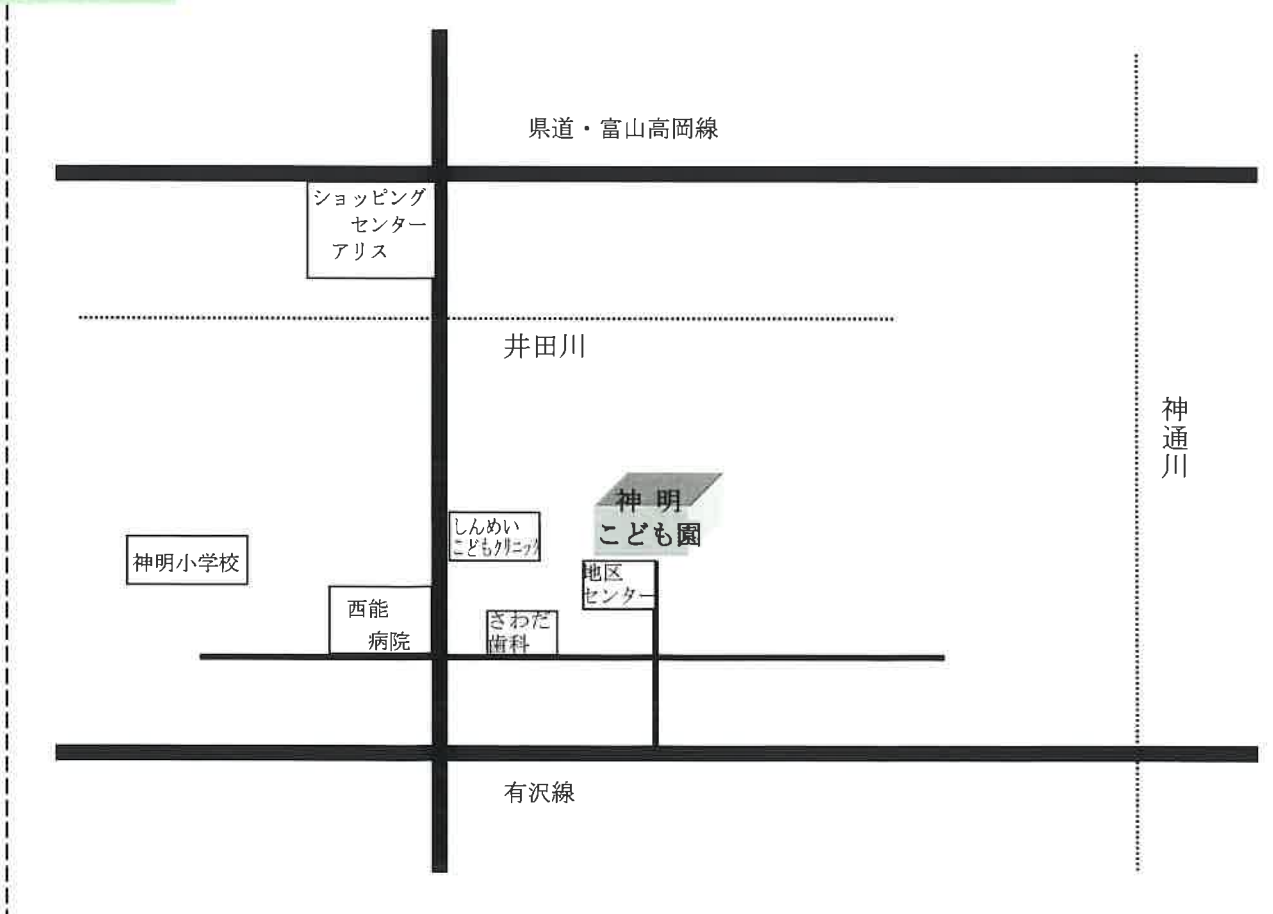 県道・富山高岡線
ショッピング
センター
アリス
井田川
神通川
神明
こども園
しんめい
こどもクリニック
神明小学校
地区
センター
西能
病院
さわだ
歯科
有沢線